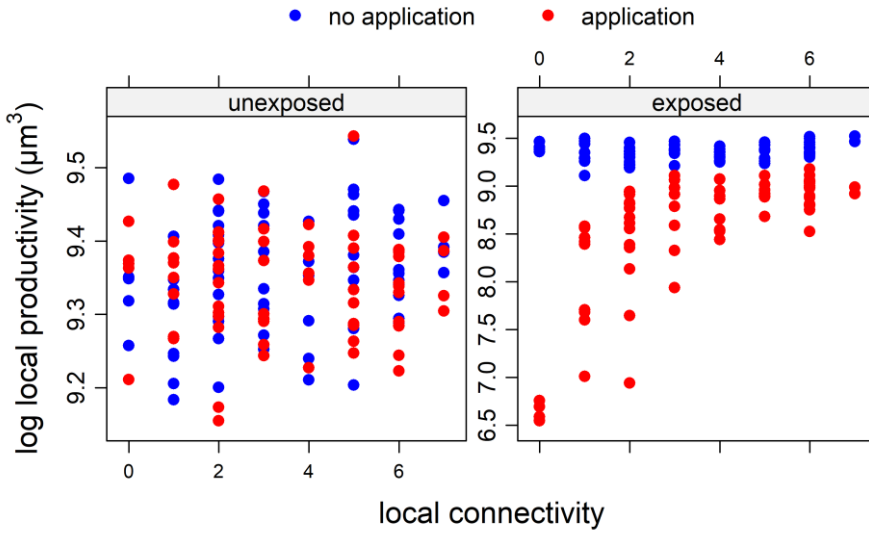 no application application
0 2 4 6
unexposed exposed
log local productivity (µm³)
9.5
9.4
9.3
9.2
9.5
9.0
8.5
8.0
7.5
7.0
6.5
0 2 4 6
local connectivity